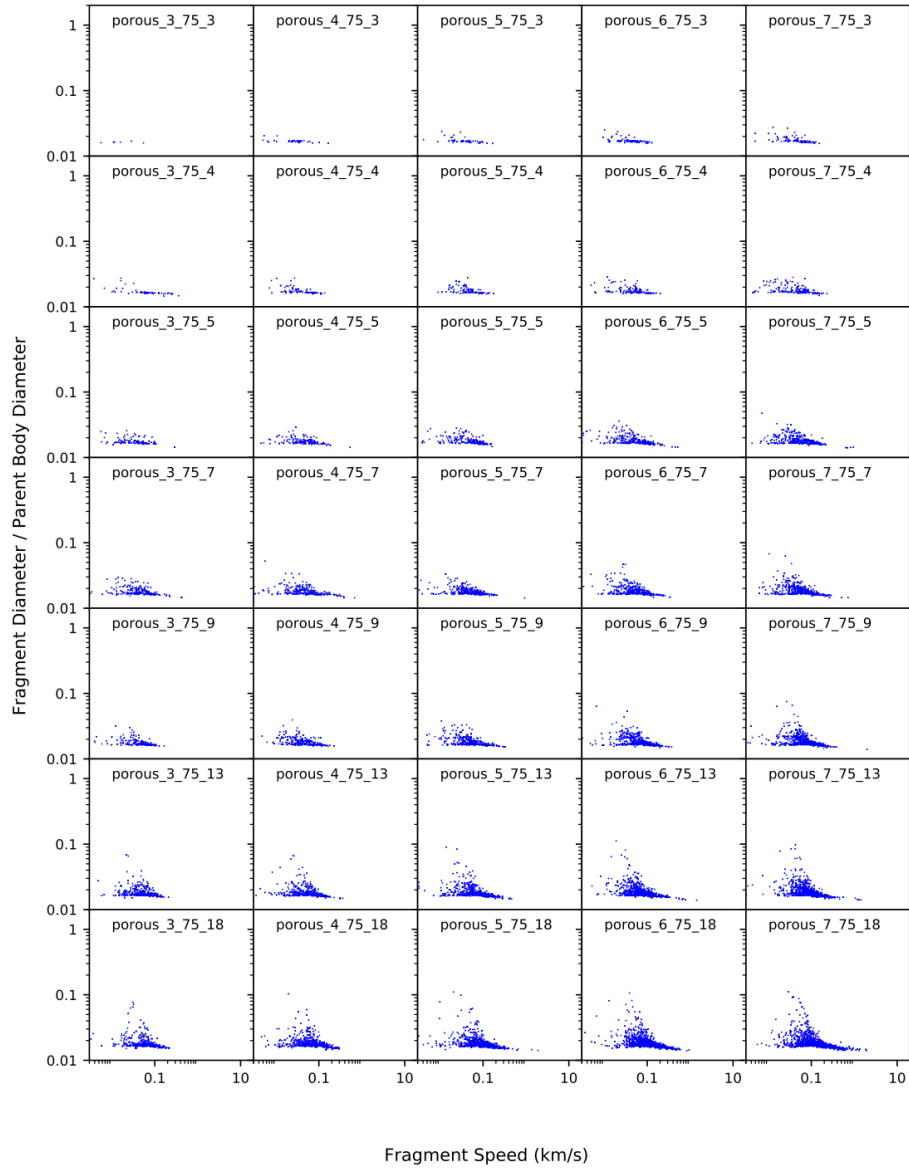 1
porous_3_75_3 porous_4_75_3 porous_5_75_3 porous_6_75_3 porous_7_75_3
0.1
0.01
1
porous_3_75_4 porous_4_75_4 porous_5_75_4 porous_6_75_4 porous_7_75_4
0.1
0.01
1
porous_3_75_5 porous_4_75_5 porous_5_75_5 porous_6_75_5 porous_7_75_5
0.1
0.01
1
porous_3_75_7 porous_4_75_7 porous_5_75_7 porous_6_75_7 porous_7_75_7
0.1
0.01
1
porous_3_75_9 porous_4_75_9 porous_5_75_9 porous_6_75_9 porous_7_75_9
0.1
0.01
1
porous_3_75_13 porous_4_75_13 porous_5_75_13 porous_6_75_13 porous_7_75_13
0.1
0.01
1
porous_3_75_18 porous_4_75_18 porous_5_75_18 porous_6_75_18 porous_7_75_18
0.1
0.01
0.1 10 0.1 10 0.1 10 0.1 10 0.1 10
Fragment Diameter / Parent Body Diameter
Fragment Speed (km/s)